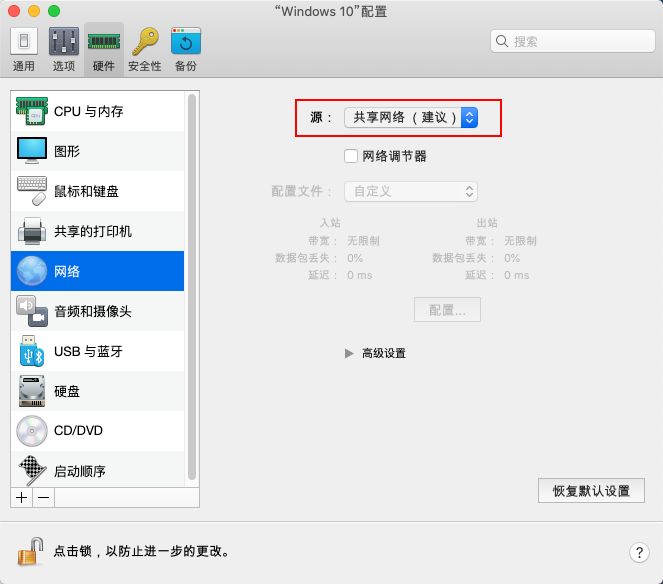 “Windows 10”配置
通用 选项 硬件 安全性 备份
搜索
CPU 与内存
图形
鼠标和键盘
共享的打印机
网络
音频和摄像头
USB 与蓝牙
硬盘
CD/DVD
启动顺序
源： 共享网络（建议）
网络调节器
配置文件： 自定义
入站 出站
带宽： 无限制 带宽： 无限制
数据包丢失： 0% 数据包丢失： 0%
延迟： 0 ms 延迟： 0 ms
配置...
高级设置
恢复默认设置
点击锁，以防止进一步的更改。
?